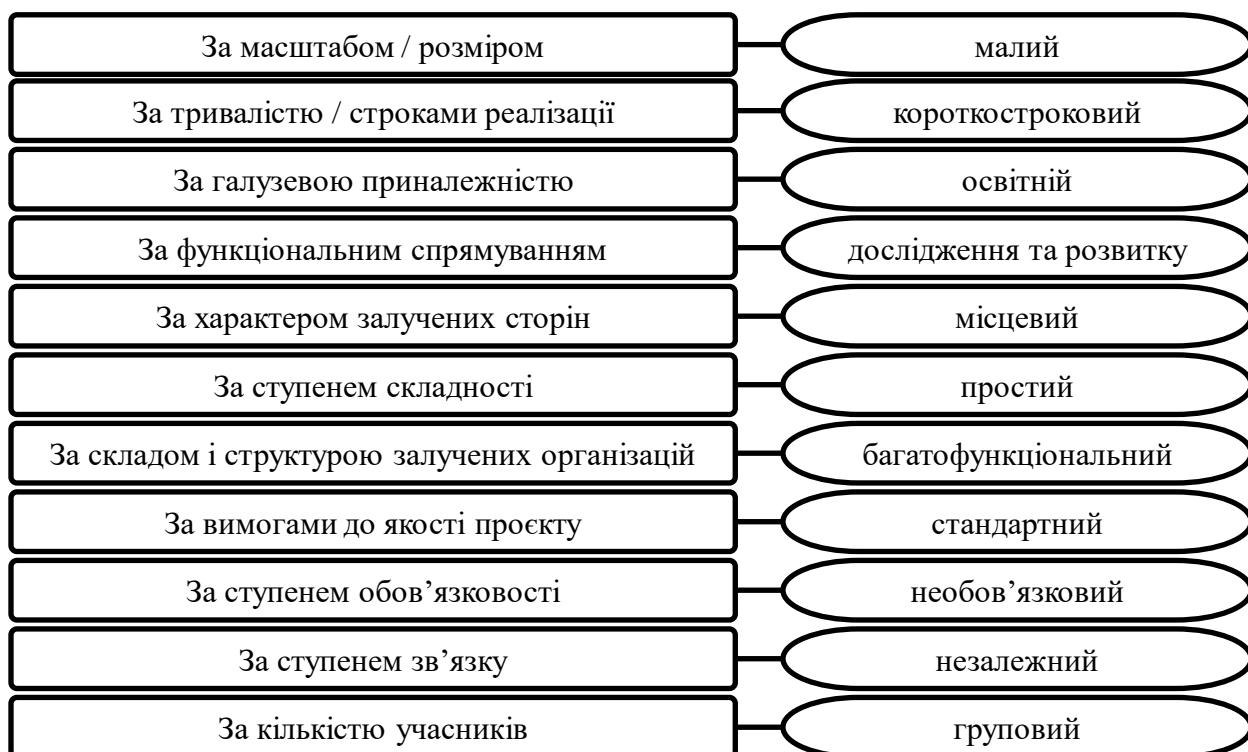 За масштабом / розміром
малий
За тривалістю / строками реалізації
короткостроковий
За галузевою приналежністю
освітній
За функціональним спрямуванням
дослідження та розвитку
За характером залучених сторін
місцевий
За ступенем складності
простий
За складом і структурою залучених організацій
багатофункціональний
За вимогами до якості проєкту
стандартний
За ступенем обов’язковості
необов’язковий
За ступенем зв’язку
незалежний
За кількістю учасників
груповий